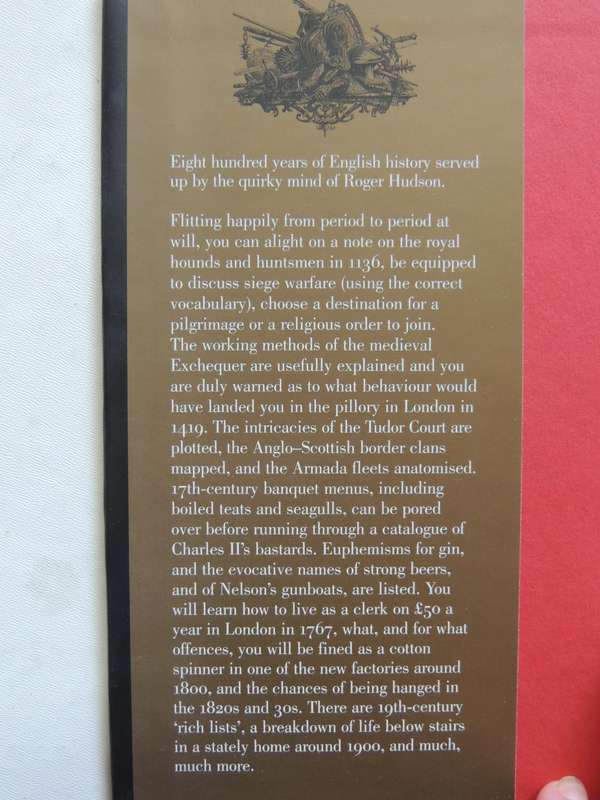 Eight hundred years of English history served
up by the quirky mind of Roger Hudson.
Flitting happily from period to period at
will, you can alight on a note on the royal
hounds and huntsmen in 1136, be equipped
to discuss siege warfare (using the correct
vocabulary), choose a destination for a
pilgrimage or a religious order to join.
The working methods of the medieval
Exchequer are usefully explained and you
are duly warned as to what behaviour would
have landed you in the pillory in London in
1419. The intricacies of the Tudor Court are
plotted, the Anglo–Scottish border clans
mapped, and the Armada fleets anatomised.
17th-century banquet menus, including
boiled teats and seagulls, can be pored
over before running through a catalogue of
Charles II's bastards. Euphemisms for gin,
and the evocative names of strong beers,
and of Nelson's gunboats, are listed. You
will learn how to live as a clerk on £50 a
year in London in 1767, what, and for what
offences, you will be fined as a cotton
spinner in one of the new factories around
1800, and the chances of being hanged in
the 1820s and 30s. There are 19th-century
‘rich lists’, a breakdown of life below stairs
in a stately home around 1900, and much,
much more.